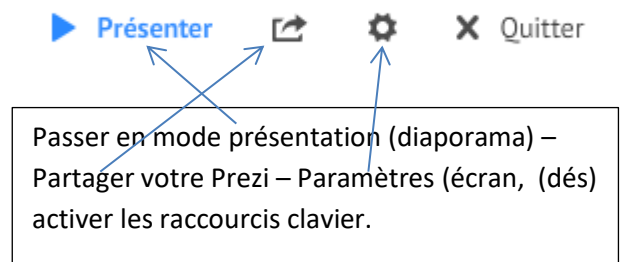 Présenter Quitter
Passer en mode présentation (diaporama) –
Partager votre Prezi – Paramètres (écran, (dés)
activer les raccourcis clavier.